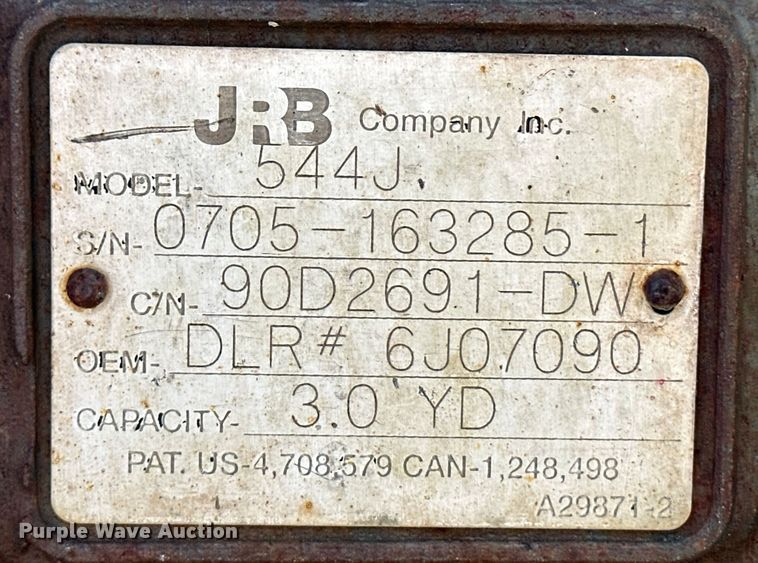 JRB Company Inc.
MODEL- 544J
S/N- 0705-163285-1
C/N- 90D2691-DW
OEM- DLR# 6J07090
CAPACITY- 3.0 YD
PAT. US-4,708,579 CAN-1,248,498
A29871-2
Purple Wave Auction